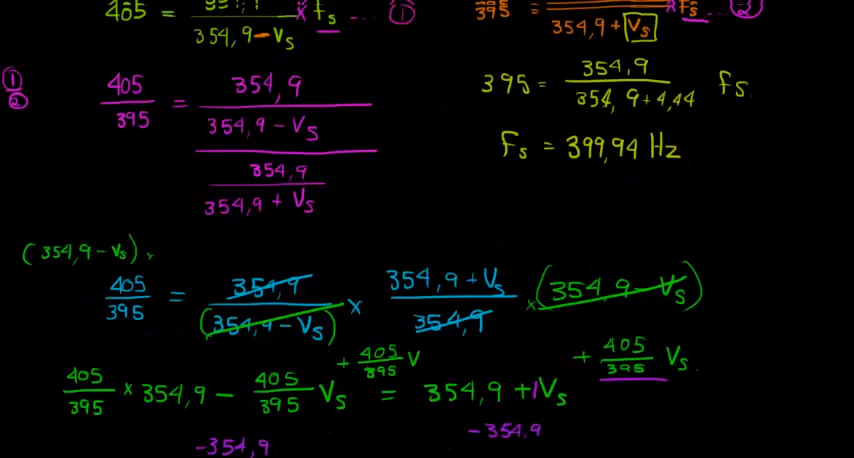 405 = ——— × fs ... ①
354,9 - Vs
395 = ——— × fs ... ②
354,9 + Vs
① 405 = 354,9
② 395 354,9 - Vs
354,9
354,9 + Vs
395 = 354,9 fs.
354,9+4,44
Fs = 399,94 Hz
(354,9 - Vs) ×
405 = 354,9 × 354,9 + Vs × (354,9 - Vs)
395 (354,9 - Vs) 354,9
+ 405 V + 405 Vs.
395 395
405 × 354,9 - 405 Vs = 354,9 + 1Vs
395 395
-354,9 -354,9